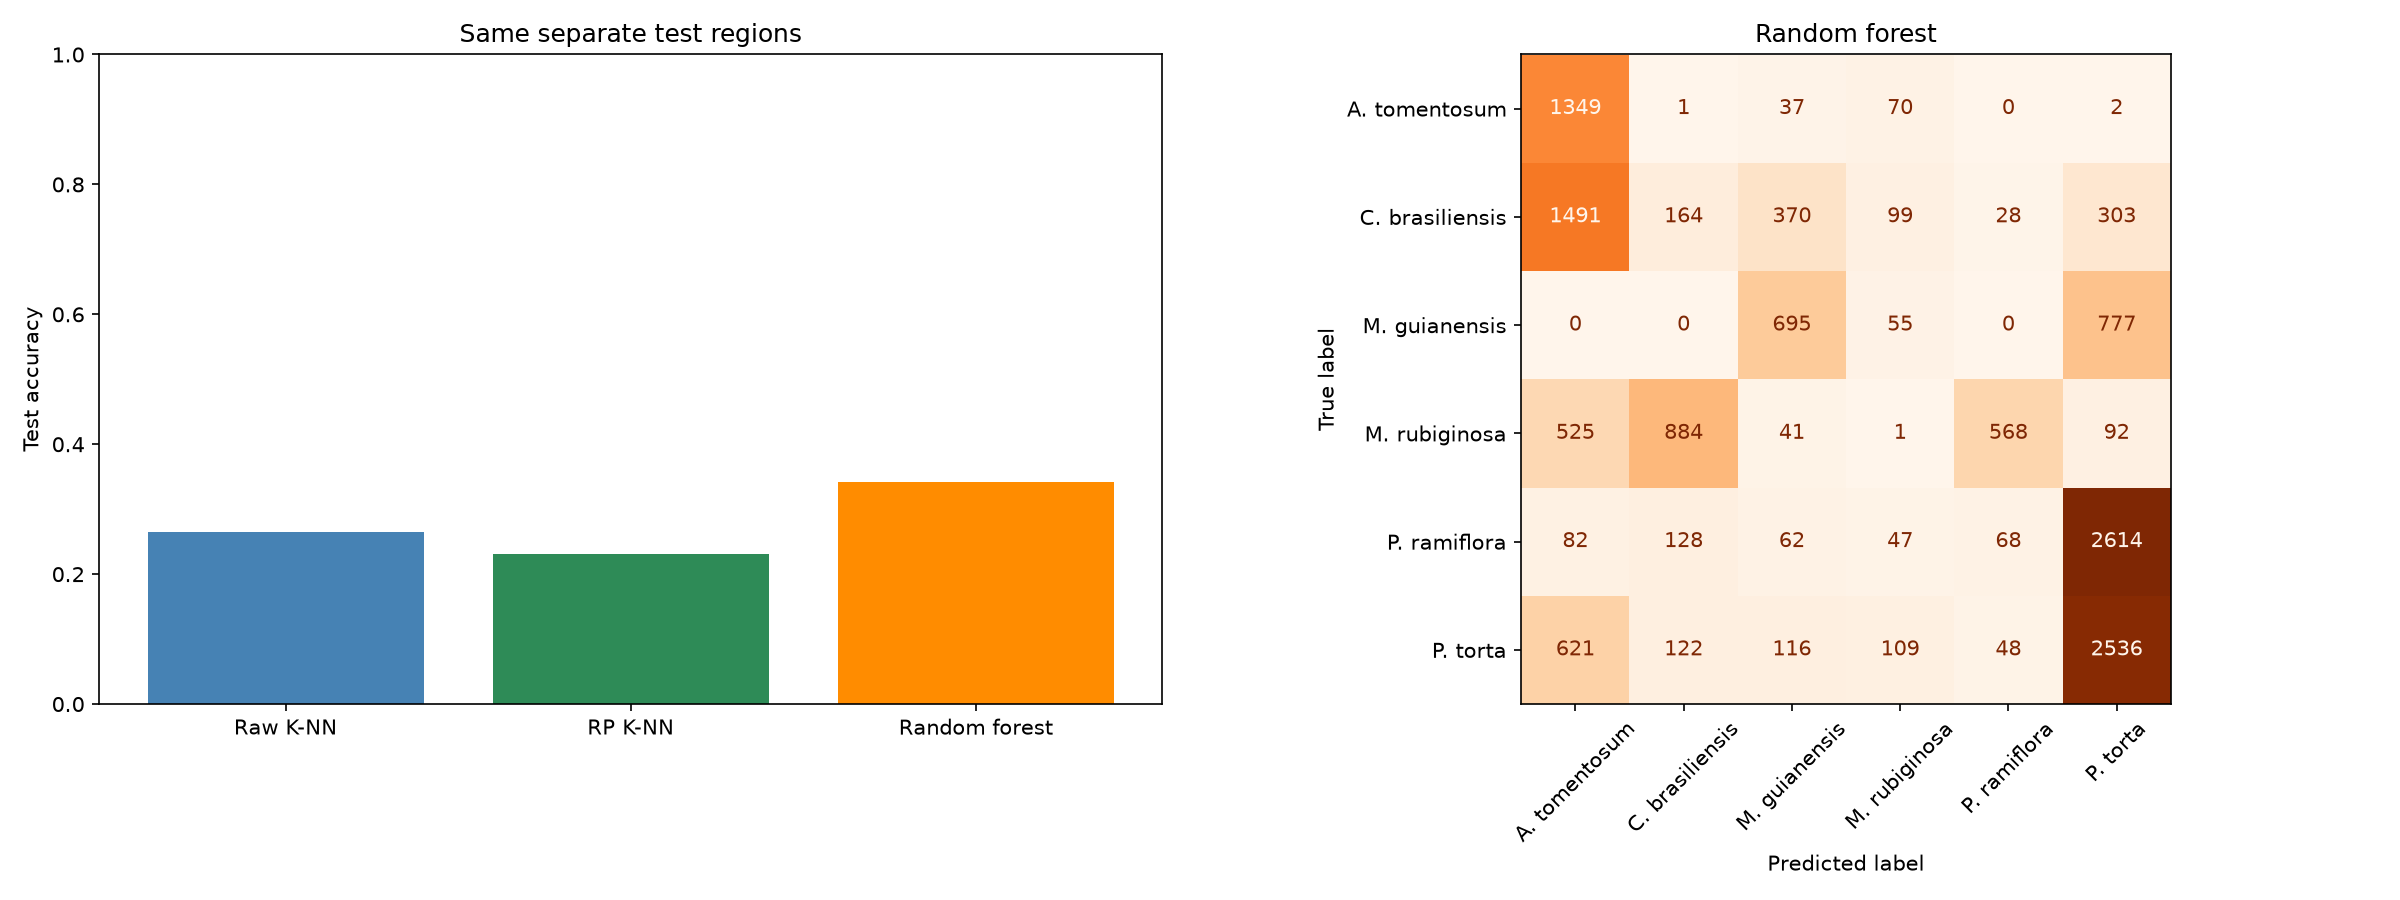 Same separate test regions
Test accuracy
1.0
0.8
0.6
0.4
0.2
0.0
Raw K-NN
RP K-NN
Random forest
Random forest
True label
A. tomentosum 1349 1 37 70 0 2
C. brasiliensis 1491 164 370 99 28 303
M. guianensis 0 0 695 55 0 777
M. rubiginosa 525 884 41 1 568 92
P. ramiflora 82 128 62 47 68 2614
P. torta 621 122 116 109 48 2536
A. tomentosum
C. brasiliensis
M. guianensis
M. rubiginosa
P. ramiflora
P. torta
Predicted label